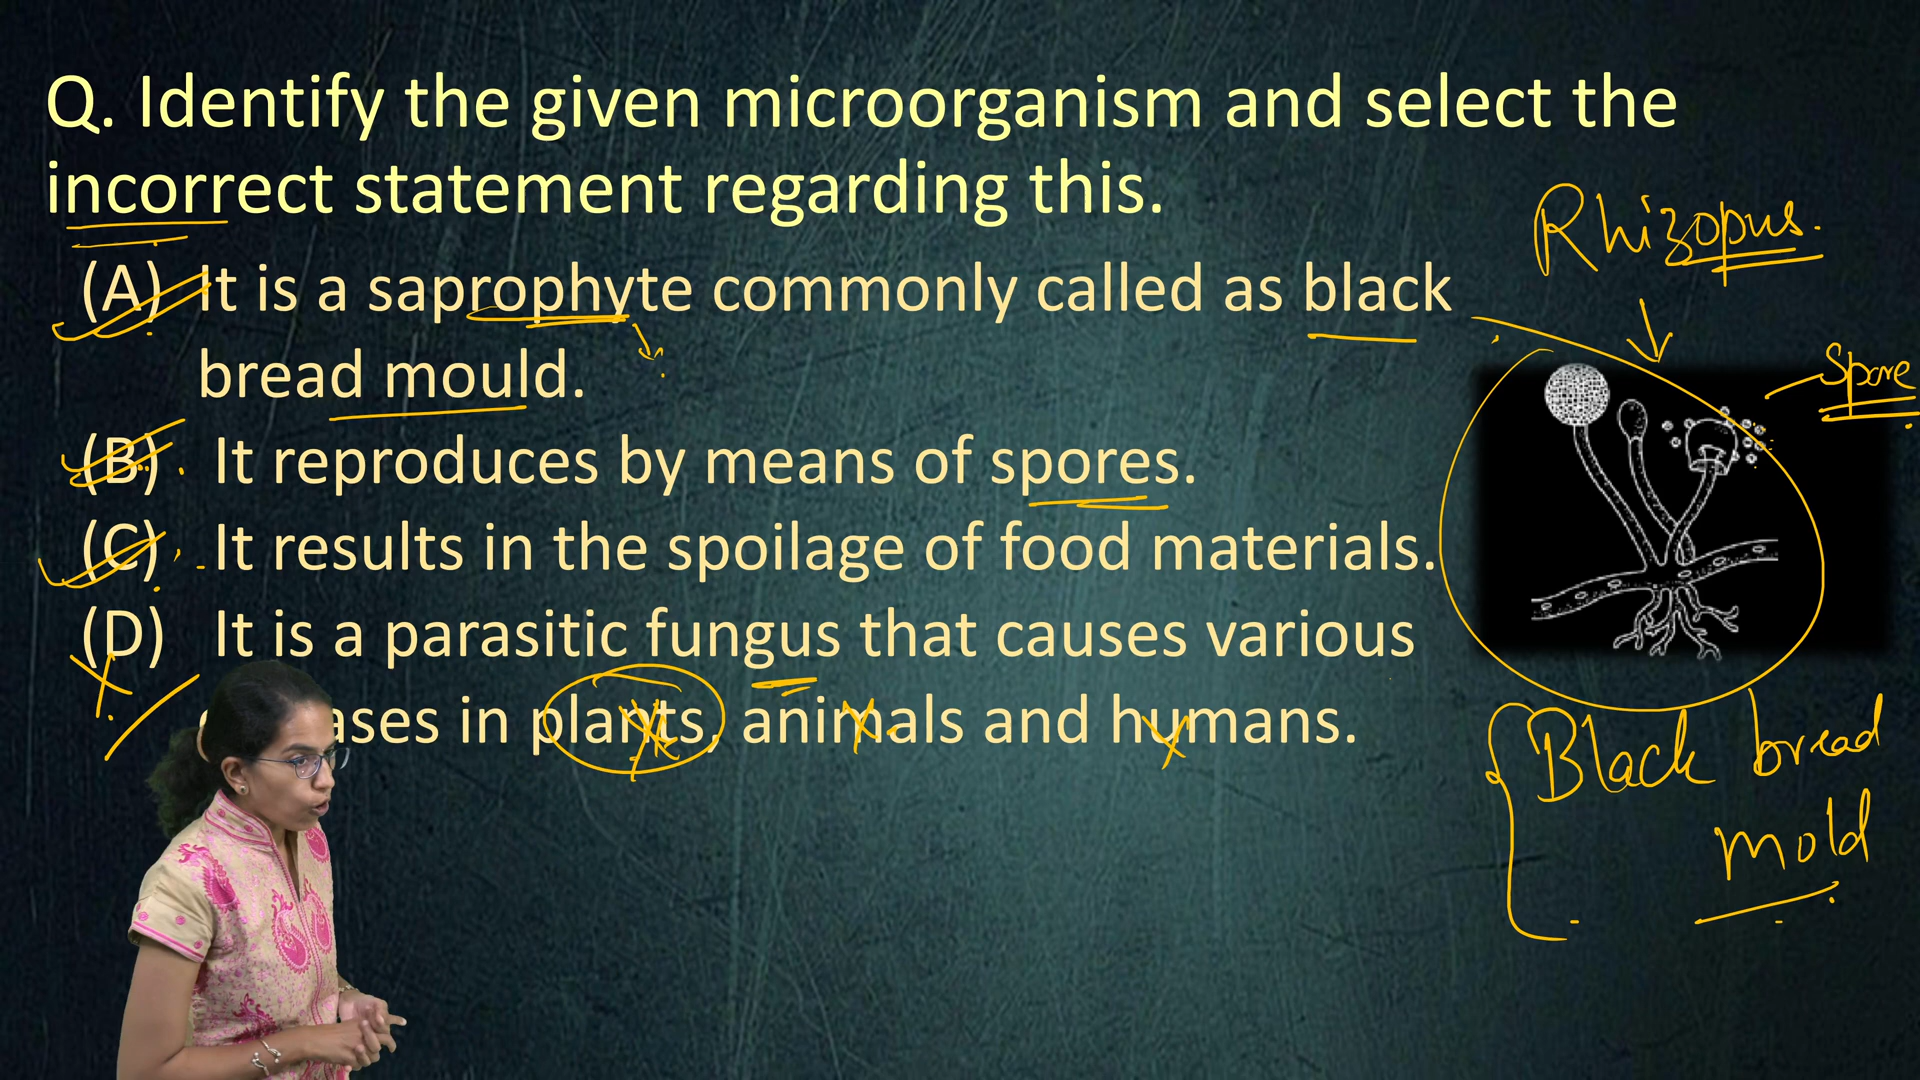 Q. Identify the given microorganism and select the
incorrect statement regarding this.
(A) It is a saprophyte commonly called as black
bread mould.
(B) It reproduces by means of spores.
(C) It results in the spoilage of food materials.
(D) It is a parasitic fungus that causes various
ases in plants, animals and humans.
Rhizopus.
Spore
Black bread
mold